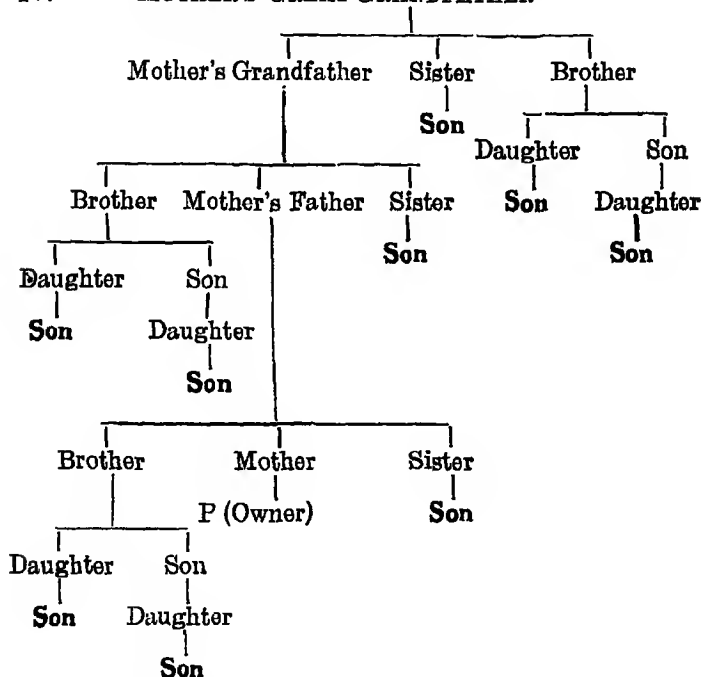 Mother's Grandfather Sister Brother
Son
Daughter Son
Brother Mother's Father Sister Son Daughter
Son Son
Daughter Son
Son Daughter
Son
Brother Mother Sister
P (Owner) Son
Daughter Son
Son Daughter
Son